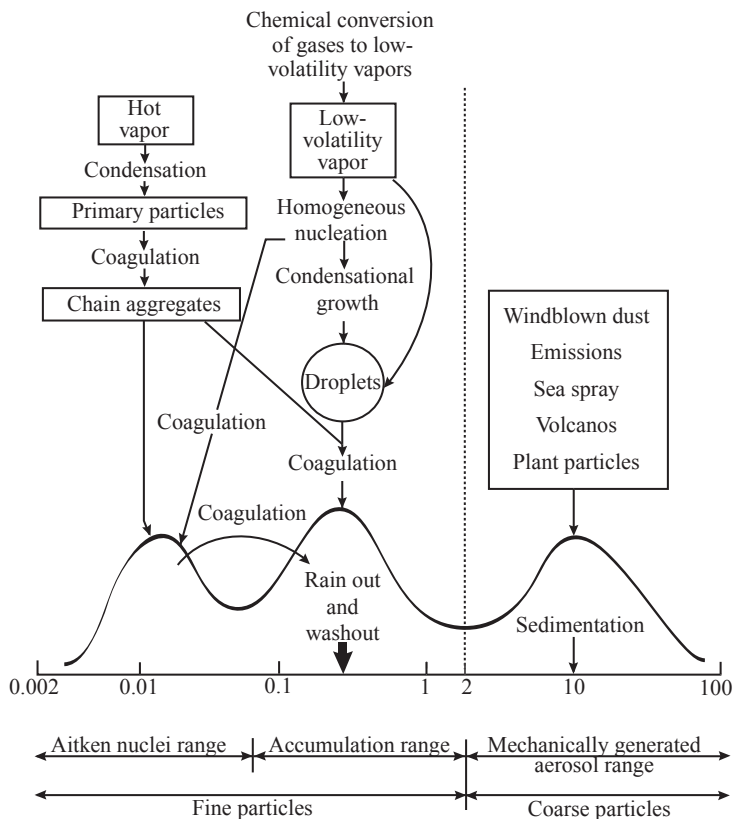 Chemical conversion
of gases to low-
volatility vapors
Hot
vapor
Condensation
Primary particles
Coagulation
Chain aggregates
Low-
volatility
vapor
Homogeneous
nucleation
Condensational
growth
Droplets
Coagulation
Coagulation
Coagulation
Rain out
and
washout
Windblown dust
Emissions
Sea spray
Volcanos
Plant particles
Sedimentation
0.002 0.01 0.1 1 2 10 100
Aitken nuclei range
Accumulation range
Mechanically generated
aerosol range
Fine particles
Coarse particles